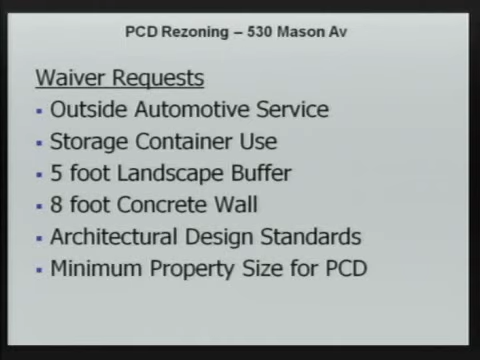 PCD Rezoning – 530 Mason Av
Waiver Requests
▪ Outside Automotive Service
▪ Storage Container Use
▪ 5 foot Landscape Buffer
▪ 8 foot Concrete Wall
▪ Architectural Design Standards
▪ Minimum Property Size for PCD